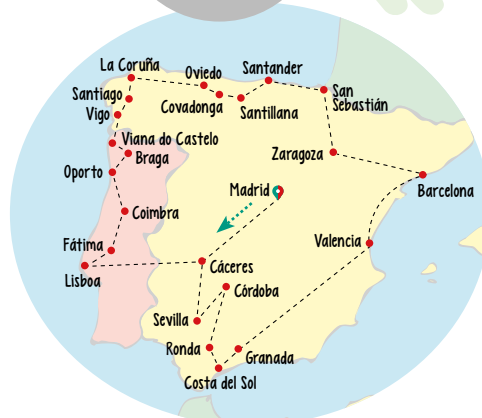 La Coruña
Oviedo
Santander
Santiago
Covadonga
Santillana
San
Sebastián
Vigo
Viana do Castelo
Braga
Zaragoza
Oporto
Madrid
Barcelona
Coimbra
Valencia
Fátima
Lisboa
Cáceres
Córdoba
Sevilla
Ronda
Granada
Costa del Sol